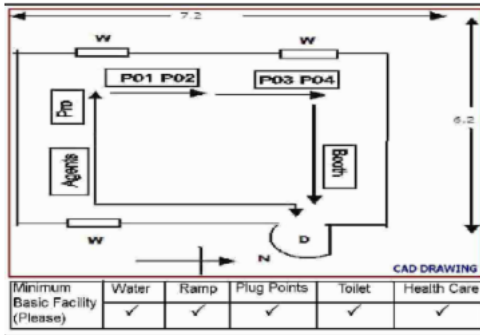 7.2
W W
P01 P02 P03 P04
Pro
6.2
Agents
Booth
W D
N
CAD DRAWING
Minimum Basic Facility (Please) Water Ramp Plug Points Toilet Health Care
✓ ✓ ✓ ✓ ✓